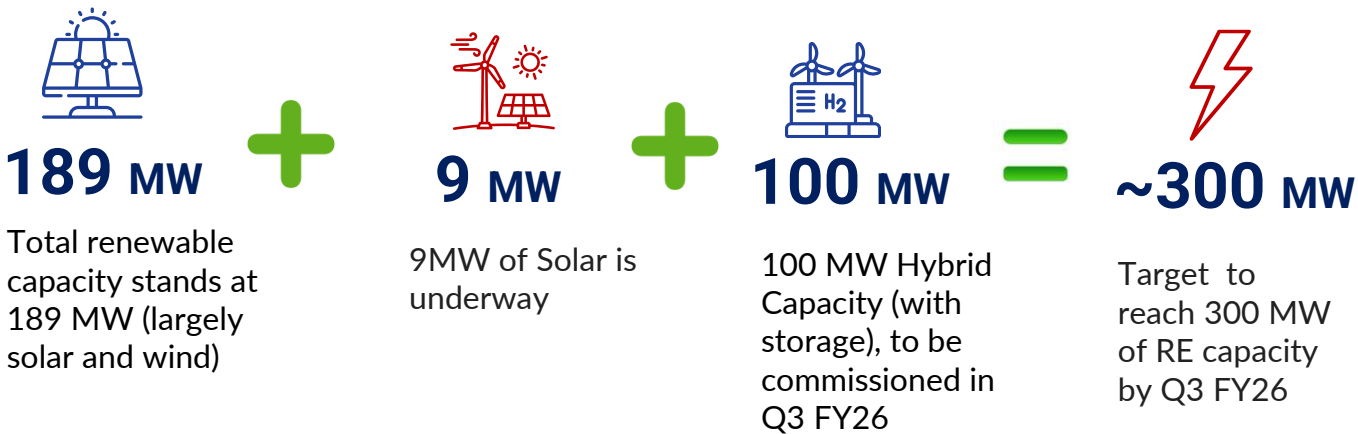 189 MW
Total renewable
capacity stands at
189 MW (largely
solar and wind)
9 MW
9MW of Solar is
underway
H2
100 MW
100 MW Hybrid
Capacity (with
storage), to be
commissioned in
Q3 FY26
~300 MW
Target to
reach 300 MW
of RE capacity
by Q3 FY26